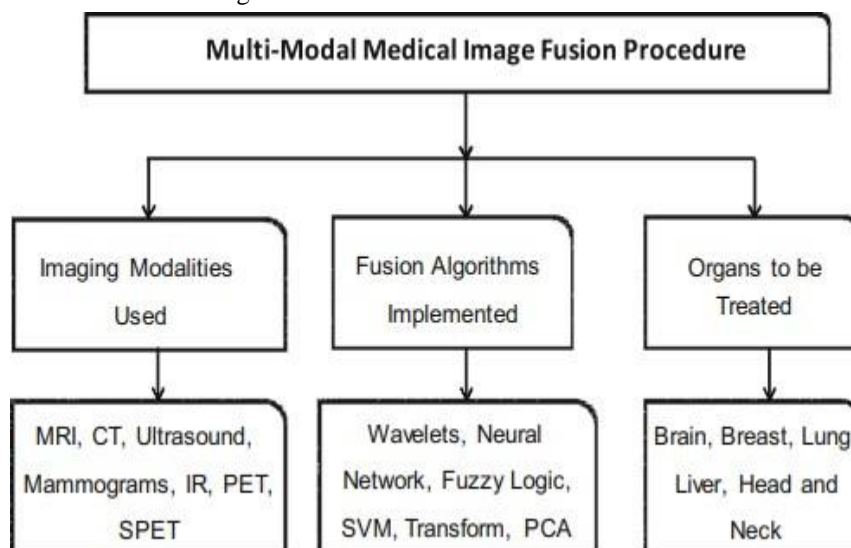 Multi-Modal Medical Image Fusion Procedure
Imaging Modalities
Used
Fusion Algorithms
Implemented
Organs to be
Treated
MRI, CT, Ultrasound,
Mammograms, IR, PET,
SPET
Wavelets, Neural
Network, Fuzzy Logic,
SVM, Transform, PCA
Brain, Breast, Lung
Liver, Head and
Neck